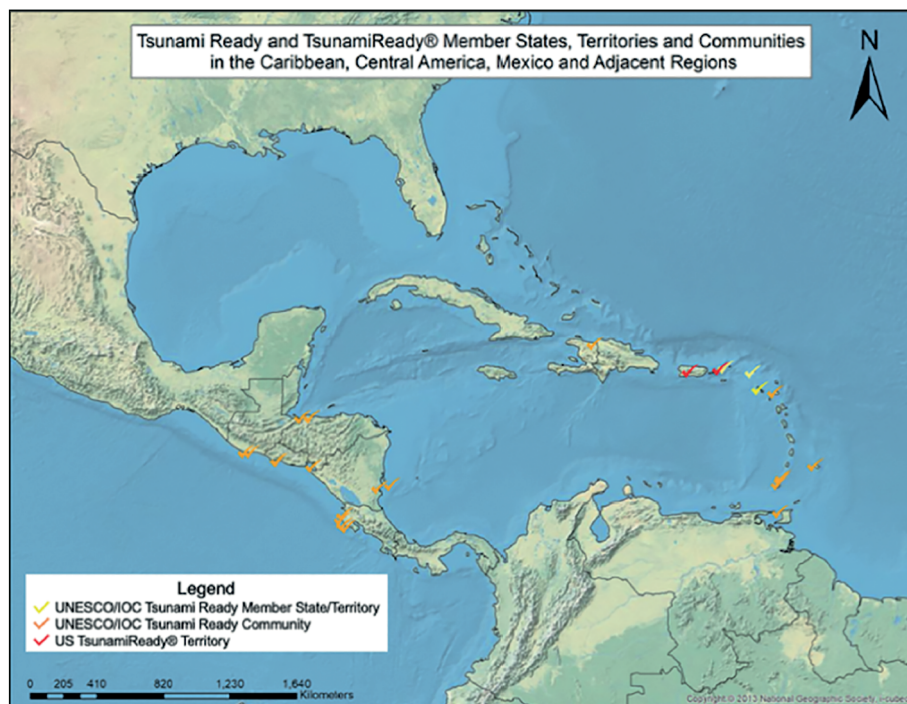 Tsunami Ready and TsunamiReady® Member States, Territories and Communities
in the Caribbean, Central America, Mexico and Adjacent Regions
N
Legend
UNESCO/IOC Tsunami Ready Member State/Territory
UNESCO/IOC Tsunami Ready Community
US TsunamiReady® Territory
0 205 410 820 1,230 1,640
Kilometers
Copyright © 2013 National Geographic Society, i-cubed